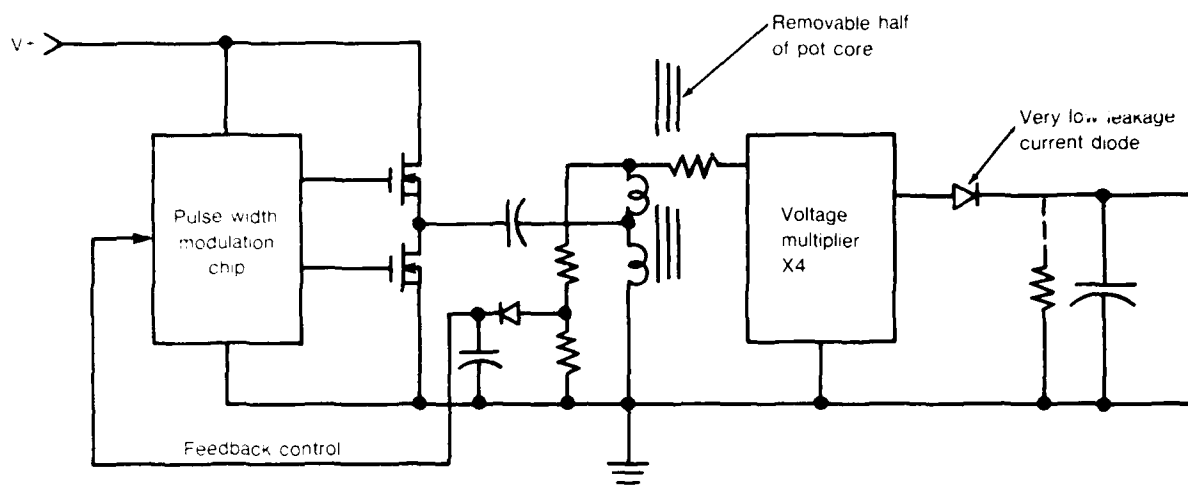 Removable half
of pot core
V+
Very low leakage
current diode
Pulse width
modulation
chip
Voltage
multiplier
X4
Feedback control